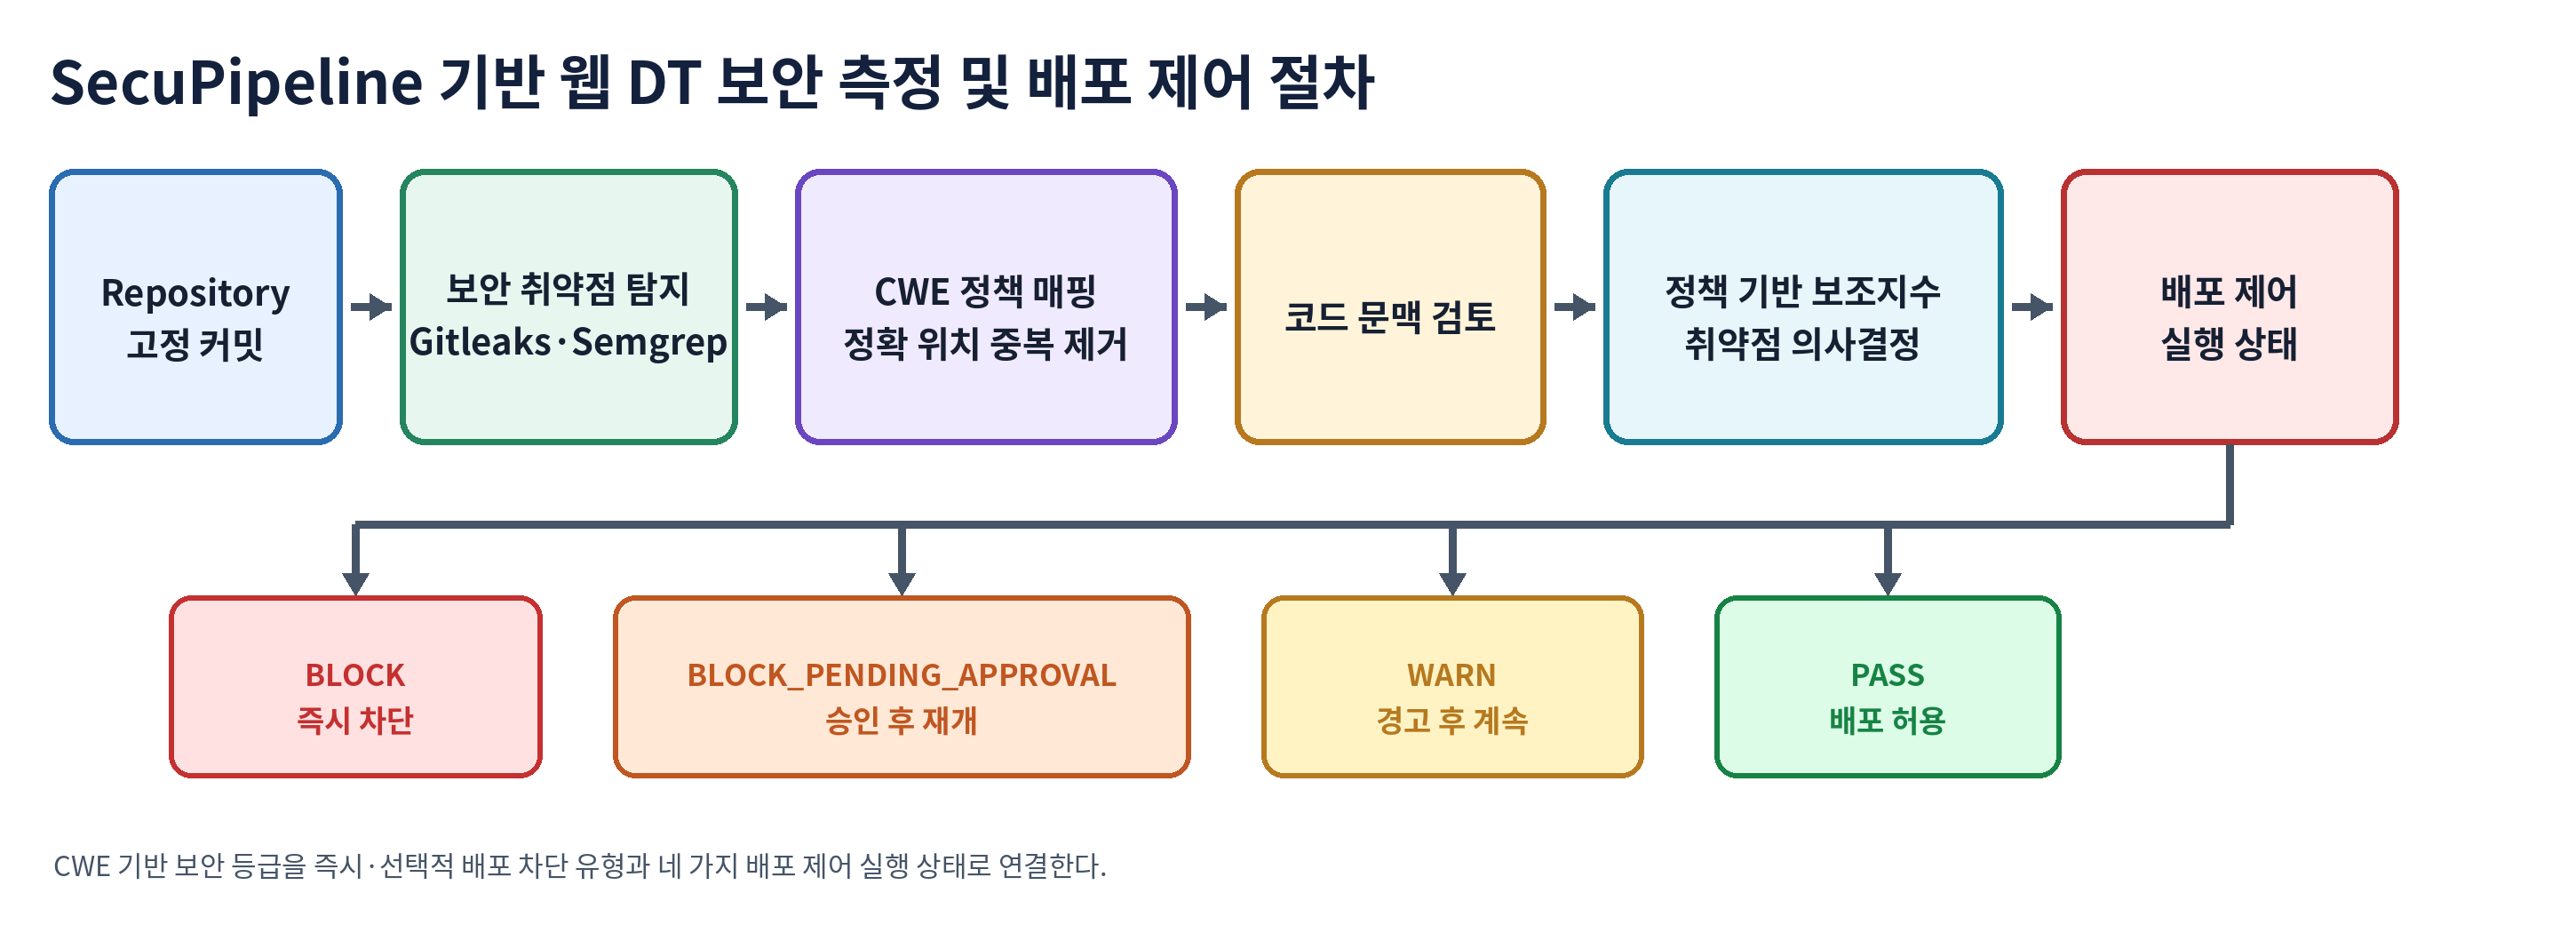 SecuPipeline 기반 웹 DT 보안 측정 및 배포 제어 절차
Repository
고정 커밋
보안 취약점 탐지
Gitleaks·Semgrep
CWE 정책 매핑
정확 위치 중복 제거
코드 문맥 검토
정책 기반 보조지수
취약점 의사결정
배포 제어
실행 상태
BLOCK
즉시 차단
BLOCK_PENDING_APPROVAL
승인 후 재개
WARN
경고 후 계속
PASS
배포 허용
CWE 기반 보안 등급을 즉시·선택적 배포 차단 유형과 네 가지 배포 제어 실행 상태로 연결한다.